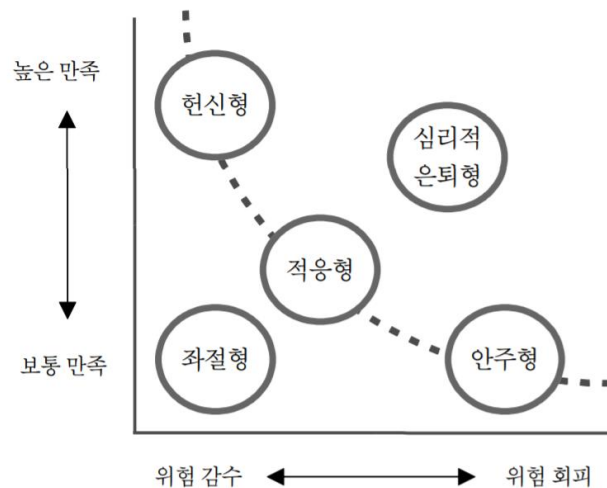 높은 만족
헌신형
심리적
은퇴형
적응형
보통 만족
좌절형
안주형
위험 감수
위험 회피